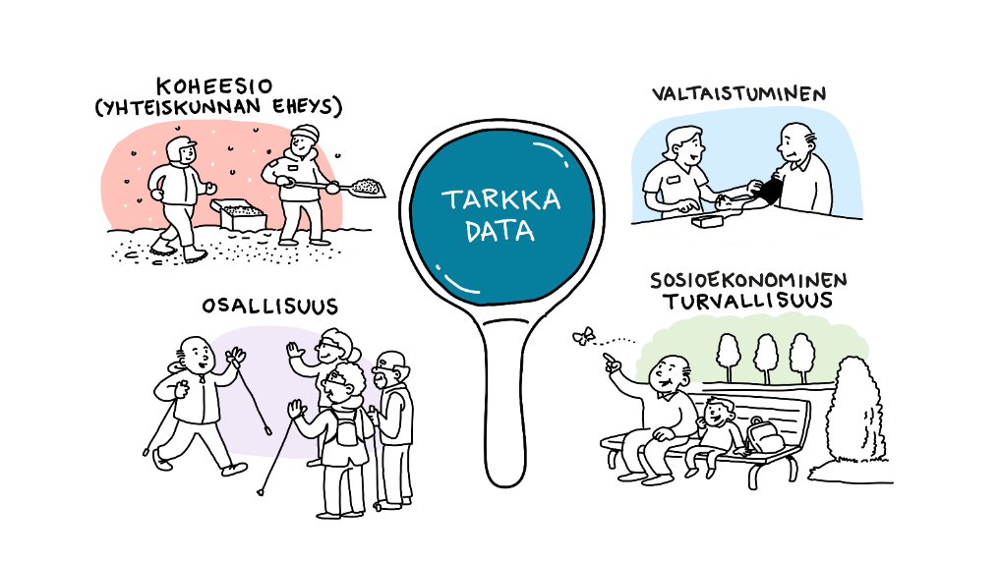 KOHEESIO
(YHTEISKUNNAN EHEYS)
VALTAISTUMINEN
TARKKA
DATA
OSALLISUUS
SOSIOEKONOMINEN
TURVALLISUUS